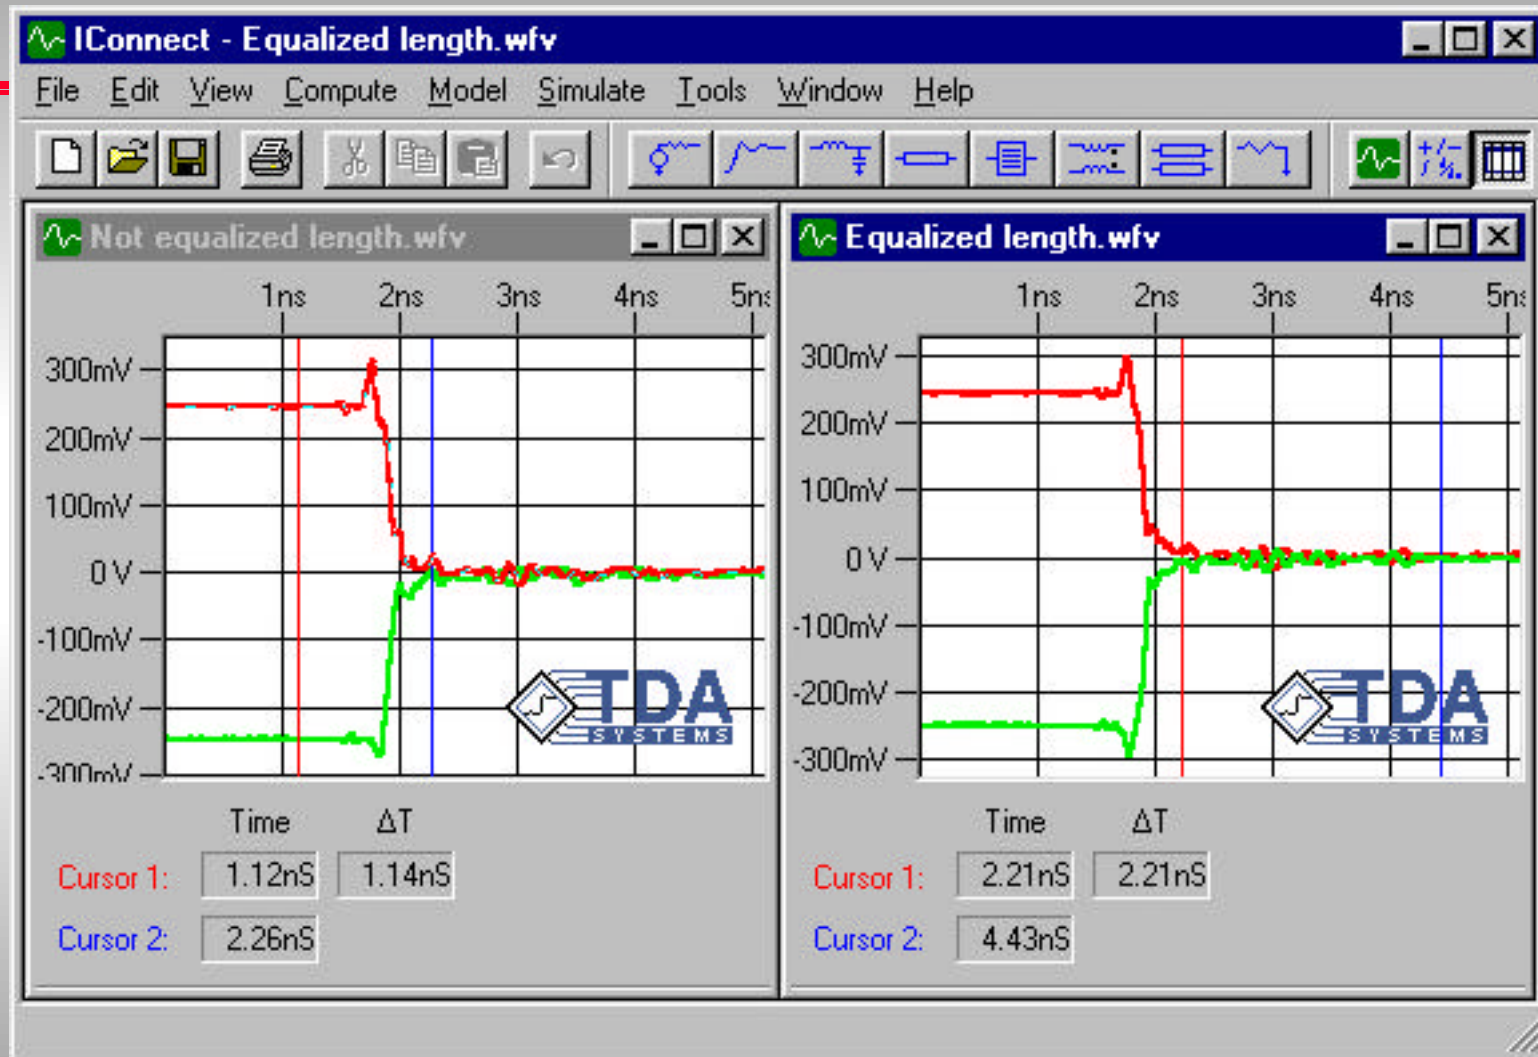 IConnect - Equalized length.wfv
File Edit View Compute Model Simulate Tools Window Help
Not equalized length.wfv
1ns 2ns 3ns 4ns 5ns
300mV
200mV
100mV
0 V
-100mV
-200mV
-300mV
TDA
SYSTEMS
Time ΔT
Cursor 1: 1.12nS 1.14nS
Cursor 2: 2.26nS
Equalized length.wfv
1ns 2ns 3ns 4ns 5ns
300mV
200mV
100mV
0 V
-100mV
-200mV
-300mV
TDA
SYSTEMS
Time ΔT
Cursor 1: 2.21nS 2.21nS
Cursor 2: 4.43nS